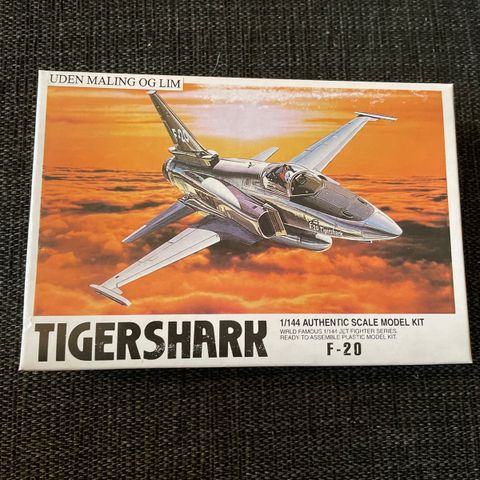 UDEN MALING OG LIM
F-20
F-20 Tigershark
TIGERSHARK
1/144 AUTHENTIC SCALE MODEL KIT
WRLD FAMOUS 1/144 JET FIGHTER SERIES.
READY TO ASSEMBLE PLASTIC MODEL KIT.
F-20